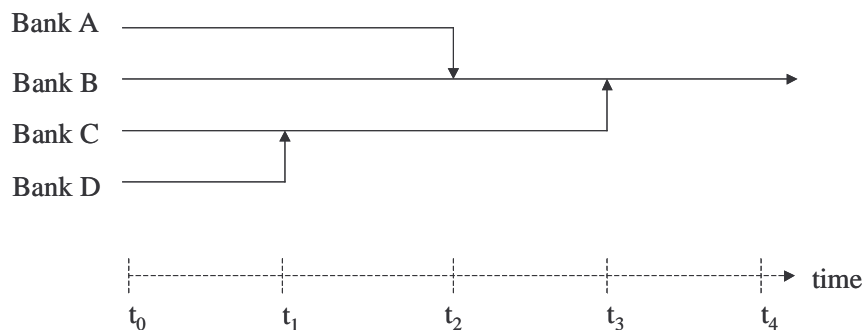 Bank A
Bank B
Bank C
Bank D
time
t₀ t₁ t₂ t₃ t₄